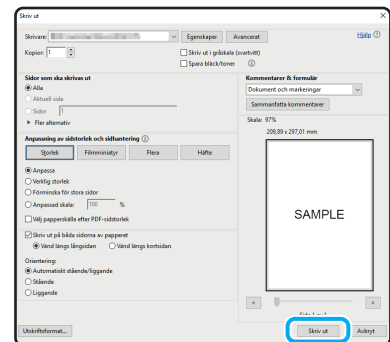 Skriv ut
Skrivare: Egenskaper Avancerat Hjälp
Kopior: 1 Skriv ut i gråskala (svartvitt)
Spara bläck/toner
Sidor som ska skrivas ut
Alla
Aktuell sida
Sidor 1
Fler alternativ
Anpassning av sidstorlek och sidhantering
Storlek Filmminiatyr Flera Häfte
Anpassa
Verklig storlek
Förminska för stora sidor
Anpassad skala: 100 %
Välj papperskälla efter PDF-sidstorlek
Skriv ut på båda sidorna av papperet
Vänd längs långsidan Vänd längs kortsidan
Orientering:
Automatiskt stående/liggande
Stående
Liggande
Kommentarer & formulär
Dokument och markeringar
Sammanfatta kommentarer
Skala: 97%
209,89 x 297,01 mm
SAMPLE
< >
Sida 1 av 1
Utskriftsformat... Skriv ut Avbryt